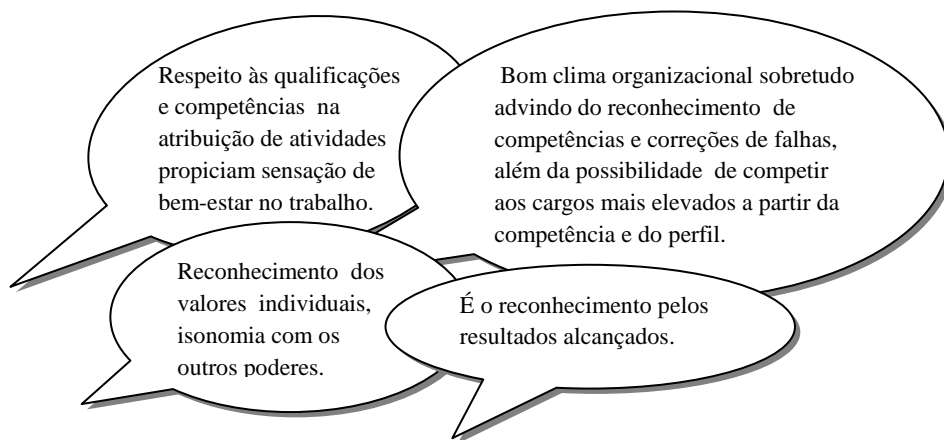 Respeito às qualificações
e competências na
atribuição de atividades
propiciam sensação de
bem-estar no trabalho.
Bom clima organizacional sobretudo
advindo do reconhecimento de
competências e correções de falhas,
além da possibilidade de competir
aos cargos mais elevados a partir da
competência e do perfil.
Reconhecimento dos
valores individuais,
isonomia com os
outros poderes.
É o reconhecimento pelos
resultados alcançados.